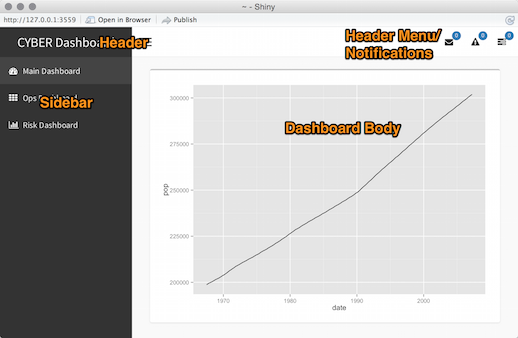 ~ - Shiny
http://127.0.0.1:3559 Open in Browser Publish
CYBER Dashbo
Header
Header Menu/
Notifications
0 0 0
Main Dashboard
Ops
Sidebar
Risk Dashboard
Dashboard Body
300000
275000
250000
225000
200000
pop
1970 1980 1990 2000
date